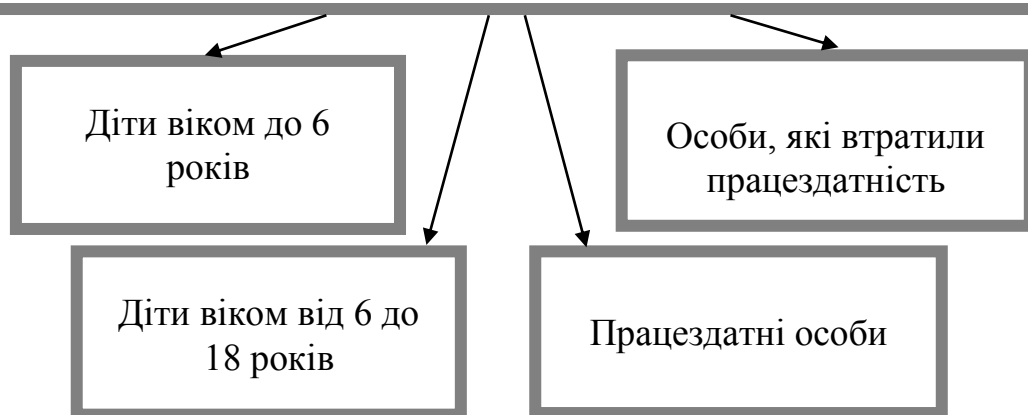 Діти віком до 6
років
Особи, які втратили
працездатність
Діти віком від 6 до
18 років
Працездатні особи